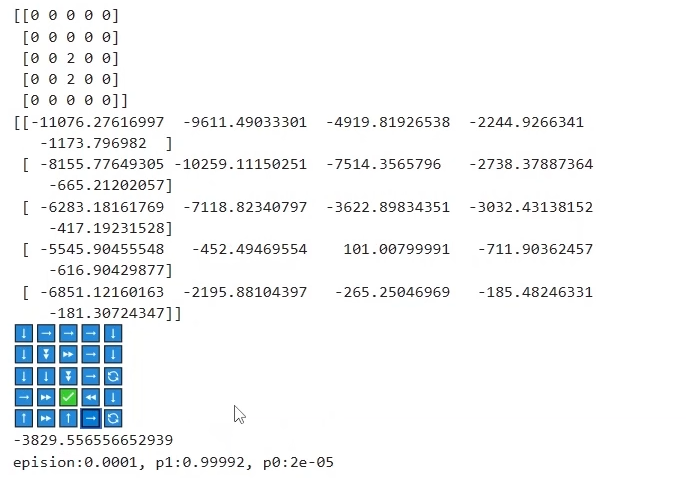 [[0 0 0 0 0]
[0 0 0 0 0]
[0 0 2 0 0]
[0 0 2 0 0]
[0 0 0 0 0]]
[[-11076.27616997 -9611.49033301 -4919.81926538 -2244.9266341
-1173.796982 ]
[ -8155.77649305 -10259.11150251 -7514.3565796 -2738.37887364
-665.21202057]
[ -6283.18161769 -7118.82340797 -3622.89834351 -3032.43138152
-417.19231528]
[ -5545.90455548 -452.49469554 101.00799991 -711.90362457
-616.90429877]
[ -6851.12160163 -2195.88104397 -265.25046969 -185.48246331
-181.30724347]]
-3829.556556652939
epision:0.0001, p1:0.99992, p0:2e-05